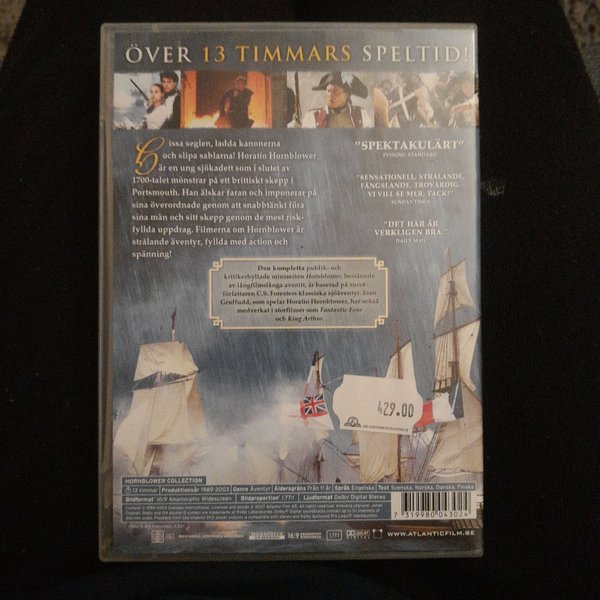 ÖVER 13 TIMMARS SPELTID!
Gissa seglen, ladda kanonerna
och slipa sablarna! Horatio Hornblower
är en ung sjökadett som i slutet av
1700-talet mönstrar på ett brittiskt skepp i
Portsmouth. Han älskar faran och imponerar på
sina överordnade genom att snabbtänkt föra
sina män och sitt skepp genom de mest risk-
fyllda uppdrag. Filmerna om Hornblower är
strålande äventyr, fyllda med action och
spänning!
"SPEKTAKULÄRT"
EVENING STANDARD
"SENSATIONELL, STRÅLANDE,
FÄNGSLANDE, TROVÄRDIG.
VI VILL SE MER, TACK!"
SUNDAY TIMES
"DET HÄR ÄR
VERKLIGEN BRA."
DAILY MAIL
Den kompletta publik- och
kritikerhyllade miniserien Hornblower, bestående
av långfilmslånga avsnitt, är baserad på succé-
författaren C.S. Foresters klassiska sjöäventyr. Ioan
Gruffudd, som spelar Horatio Hornblower, har också
medverkat i storfilmer som Fantastic Four
och King Arthur.
429.00
AKADEMIBOKHANDELN
ATLANTIC
HORNBLOWER COLLECTION
13 timmar Produktionsår 1989-2003 Genre Äventyr Åldersgräns Från 11 år Språk Engelska Text Svenska, Norska, Danska, Finska
Bildformat 16:9 Anamorphic Widescreen Bildproportion 1.77:1 Ljudformat Dolby Digital Stereo
7 319980 043024
16:9
WWW.ATLANTICFILM.SE